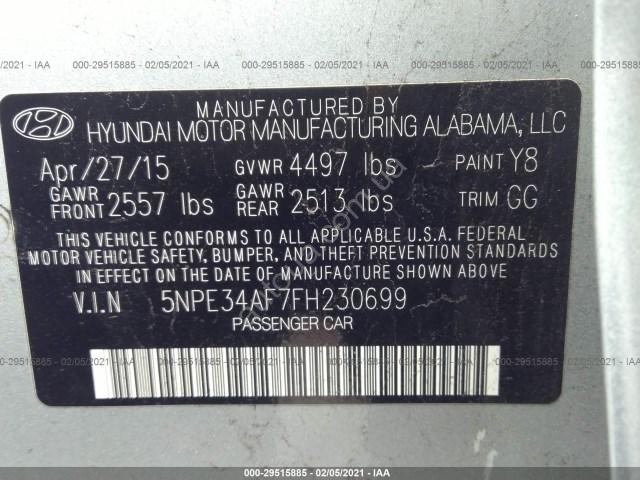 000-29515885 - 02/05/2021 - IAA
MANUFACTURED BY
HYUNDAI MOTOR MANUFACTURING ALABAMA, LLC
Apr/27/15 GVWR 4497 lbs PAINT Y8
GAWR FRONT 2557 lbs GAWR REAR 2513 lbs TRIM GG
THIS VEHICLE CONFORMS TO ALL APPLICABLE U.S.A. FEDERAL
MOTOR VEHICLE SAFETY, BUMPER, AND THEFT PREVENTION STANDARDS
IN EFFECT ON THE DATE OF MANUFACTURE SHOWN ABOVE
V.I.N 5NPE34AF7FH230699
PASSENGER CAR
000-29515885 - 02/05/2021 - IAA